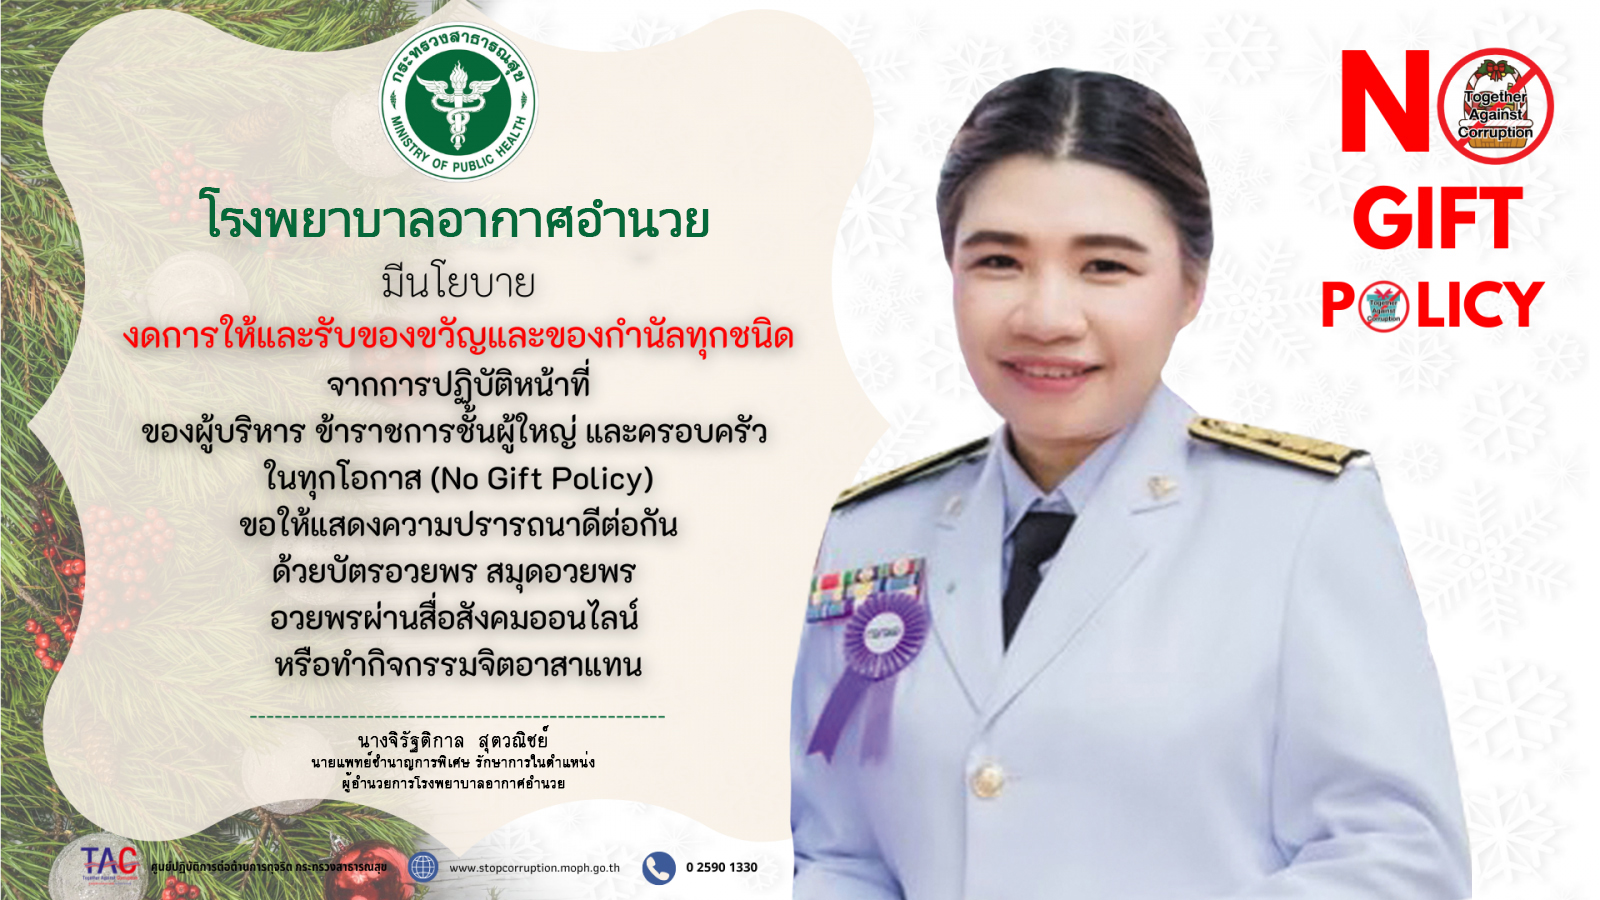 กระทรวงสาธารณสุข
MINISTRY OF PUBLIC HEALTH
โรงพยาบาลอากาศอำนวย
มีนโยบาย
งดการให้และรับของขวัญและของกำนัลทุกชนิด
จากการปฏิบัติหน้าที่
ของผู้บริหาร ข้าราชการชั้นผู้ใหญ่ และครอบครัว
ในทุกโอกาส (No Gift Policy)
ขอให้แสดงความปรารถนาดีต่อกัน
ด้วยบัตรอวยพร สมุดอวยพร
อวยพรผ่านสื่อสังคมออนไลน์
หรือทำกิจกรรมจิตอาสาแทน
นางจิรัฐติกาล สุตวณิชย์
นายแพทย์ชำนาญการพิเศษ รักษาการในตำแหน่ง
ผู้อำนวยการโรงพยาบาลอากาศอำนวย
TAC
Together Against Corruption
ศูนย์ปฏิบัติการต่อต้านการทุจริต กระทรวงสาธารณสุข
www.stopcorruption.moph.go.th
0 2590 1330
NO
Together
Against
Corruption
GIFT
POLICY
Together
Against
Corruption